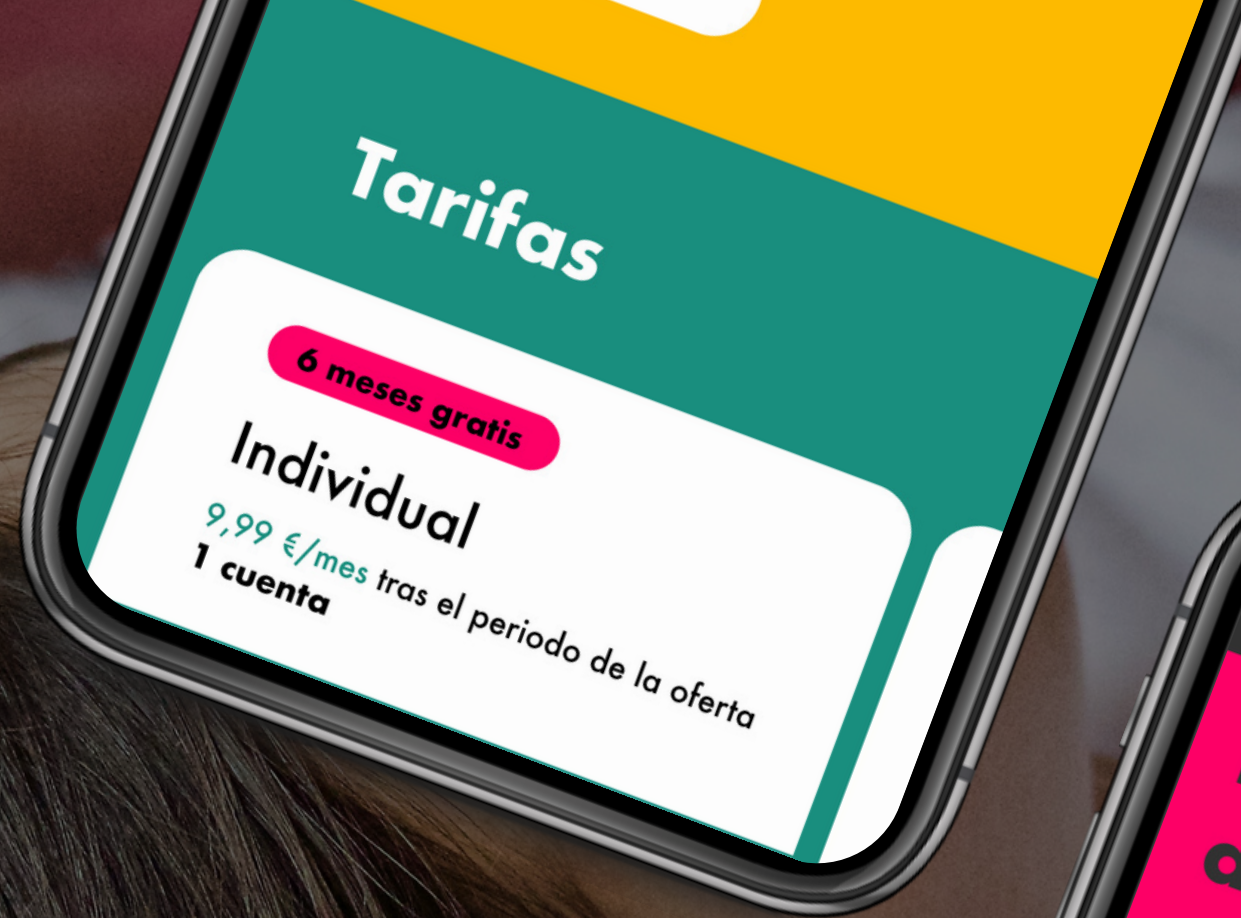 Tarifas
6 meses gratis
Individual
9,99 €/mes tras el periodo de la oferta
1 cuenta